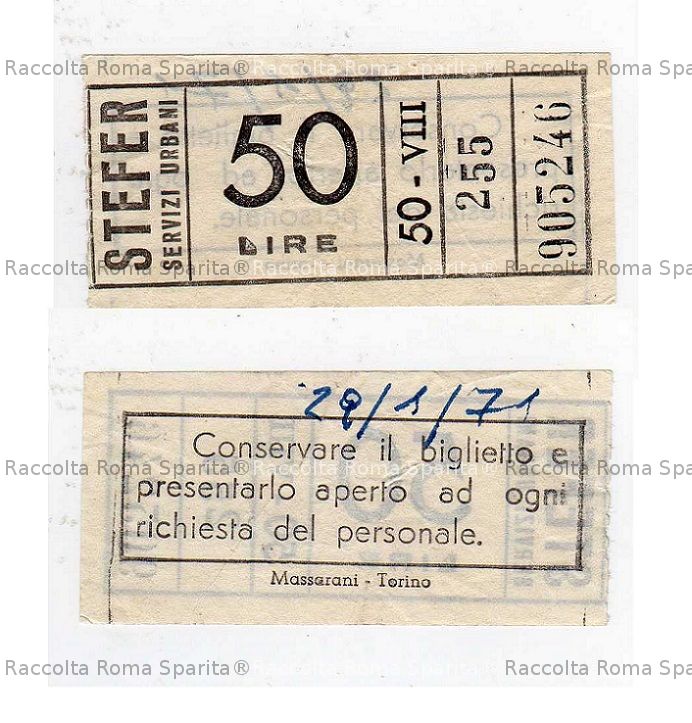 Raccolta Roma Sparita® Raccolta Roma Sparita® Raccolta Roma Spa
STEFER
SERVIZI URBANI
50
LIRE
50 - VIII
255
905246
Raccolta Roma Sparita® Raccolta Roma Sparita® Raccolta Roma Spa
29/1/71
Conservare il biglietto e
Raccolta Roma Sparita® Raccolta Roma Sparita® Raccolta Roma Spa
presentarlo aperto ad ogni
richiesta del personale.
Massarani - Torino
Raccolta Roma Sparita® Raccolta Roma Sparita® Raccolta Roma Spa